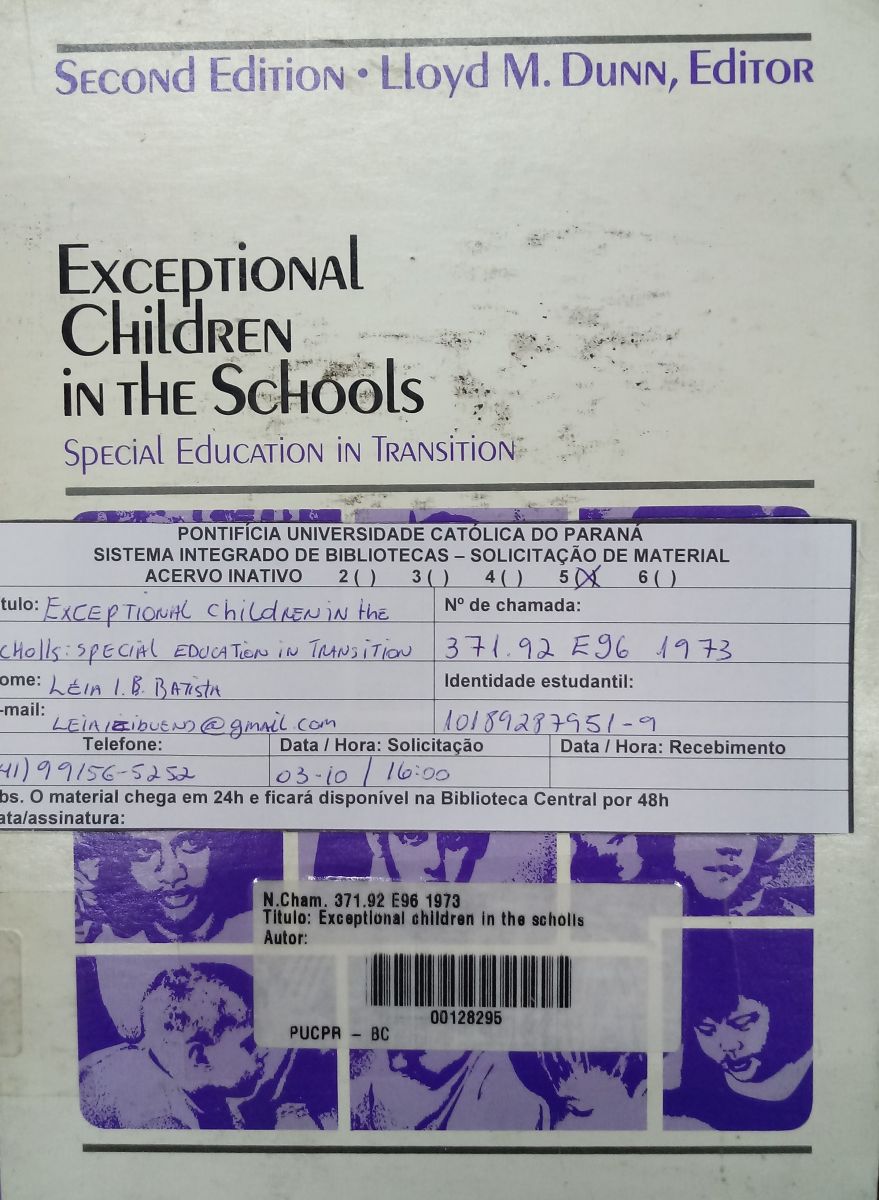 Second Edition • Lloyd M. Dunn, Editor
Exceptional
Children
in the Schools
Special Education in Transition
PONTIFÍCIA UNIVERSIDADE CATÓLICA DO PARANÁ
SISTEMA INTEGRADO DE BIBLIOTECAS – SOLICITAÇÃO DE MATERIAL
ACERVO INATIVO 2 ( ) 3 ( ) 4 ( ) 5 (X) 6 ( )
tulo: Exceptional Children in the
Nº de chamada:
cholls: Special Education in Transition
371.92 E96 1973
ome: Léia I. B. Batista
Identidade estudantil:
-mail:
@gmail.com
10189287951-9
Telefone: Data / Hora: Solicitação Data / Hora: Recebimento
41) 99156-5252 03-10 / 16:00
bs. O material chega em 24h e ficará disponível na Biblioteca Central por 48h
ata/assinatura:
N.Cham. 371.92 E96 1973
Título: Exceptional children in the scholls
Autor:
00128295
PUCPR - BC